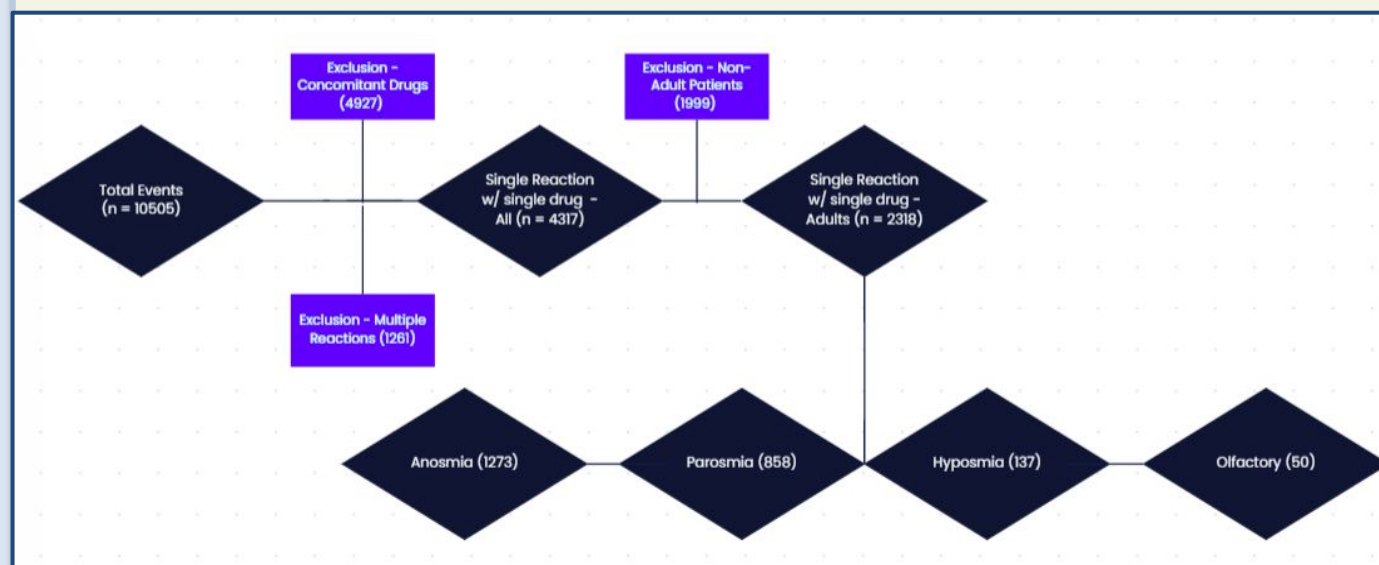 Exclusion -
Concomitant Drugs
(4927)
Exclusion - Non-
Adult Patients
(1999)
Total Events
(n = 10505)
Single Reaction
w/ single drug -
All (n = 4317)
Single Reaction
w/ single drug -
Adults (n = 2318)
Exclusion - Multiple
Reactions (1261)
Anosmia (1273)
Parosmia (858)
Hyposmia (137)
Olfactory (50)